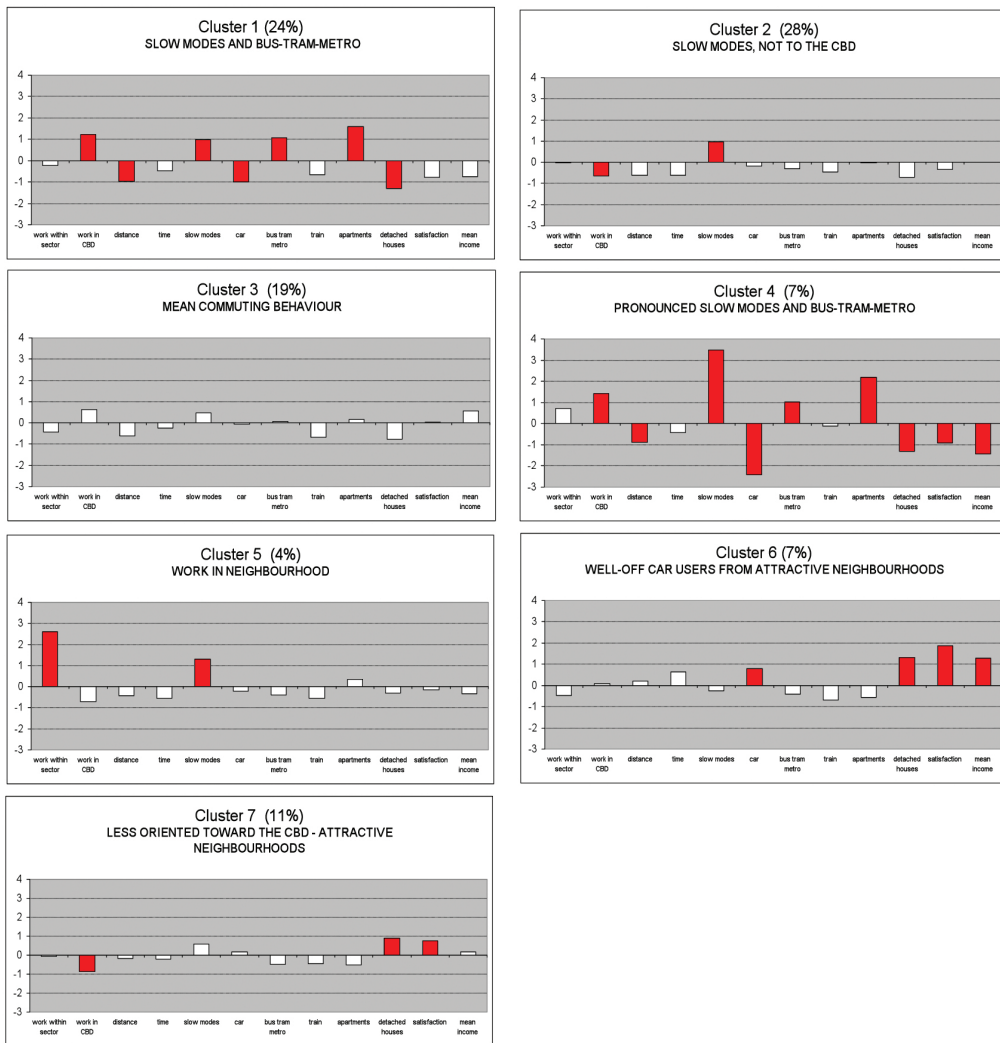 Cluster 1 (24%)
SLOW MODES AND BUS-TRAM-METRO
4
3
2
1
0
-1
-2
-3
work within sector
work in CBD
distance
time
slow modes
car
bus tram metro
train
apartments
detached houses
satisfaction
mean income
Cluster 2 (28%)
SLOW MODES, NOT TO THE CBD
4
3
2
1
0
-1
-2
-3
work within sector
work in CBD
distance
time
slow modes
car
bus tram metro
train
apartments
detached houses
satisfaction
mean income
Cluster 3 (19%)
MEAN COMMUTING BEHAVIOUR
4
3
2
1
0
-1
-2
-3
work within sector
work in CBD
distance
time
slow modes
car
bus tram metro
train
apartments
detached houses
satisfaction
mean income
Cluster 4 (7%)
PRONOUNCED SLOW MODES AND BUS-TRAM-METRO
4
3
2
1
0
-1
-2
-3
work within sector
work in CBD
distance
time
slow modes
car
bus tram metro
train
apartments
detached houses
satisfaction
mean income
Cluster 5 (4%)
WORK IN NEIGHBOURHOOD
4
3
2
1
0
-1
-2
-3
work within sector
work in CBD
distance
time
slow modes
car
bus tram metro
train
apartments
detached houses
satisfaction
mean income
Cluster 6 (7%)
WELL-OFF CAR USERS FROM ATTRACTIVE NEIGHBOURHOODS
4
3
2
1
0
-1
-2
-3
work within sector
work in CBD
distance
time
slow modes
car
bus tram metro
train
apartments
detached houses
satisfaction
mean income
Cluster 7 (11%)
LESS ORIENTED TOWARD THE CBD - ATTRACTIVE
NEIGHBOURHOODS
4
3
2
1
0
-1
-2
-3
work within sector
work in CBD
distance
time
slow modes
car
bus tram metro
train
apartments
detached houses
satisfaction
mean income